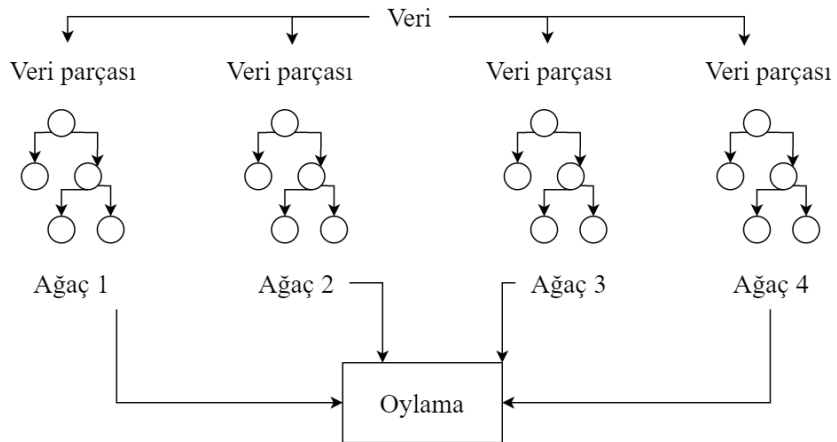 Veri
Veri parçası Veri parçası Veri parçası Veri parçası
Ağaç 1 Ağaç 2 Ağaç 3 Ağaç 4
Oylama